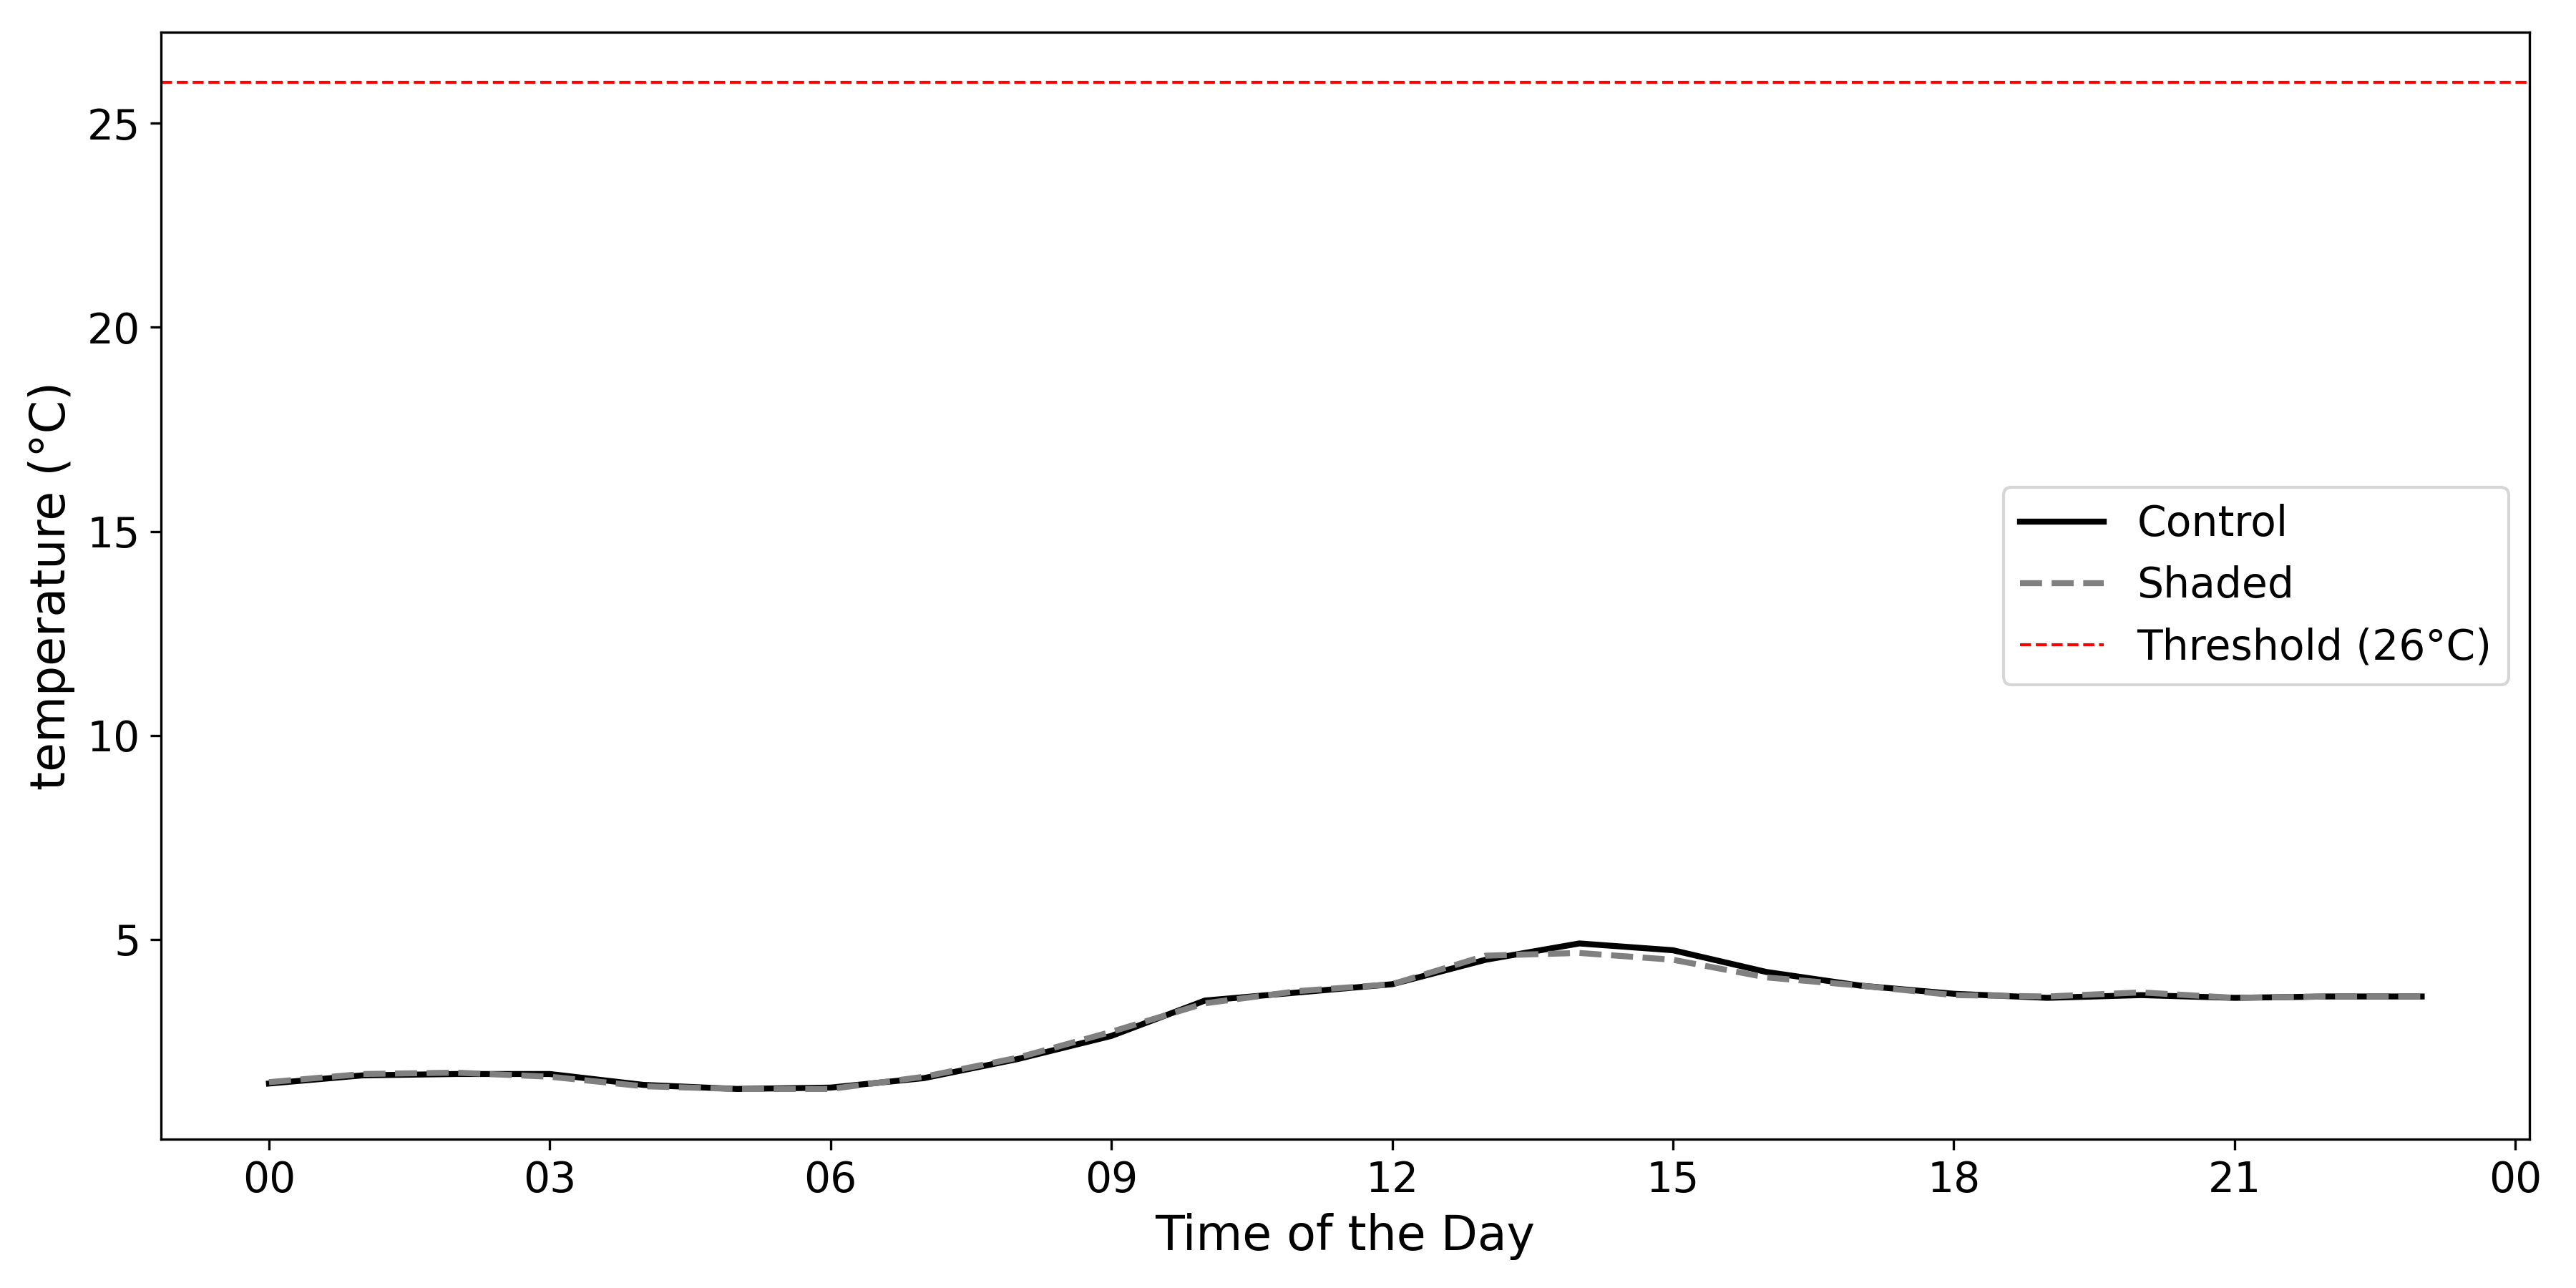 25
20
15
10
5
temperature (°C)
Control
Shaded
Threshold (26°C)
00 03 06 09 12 15 18 21 00
Time of the Day